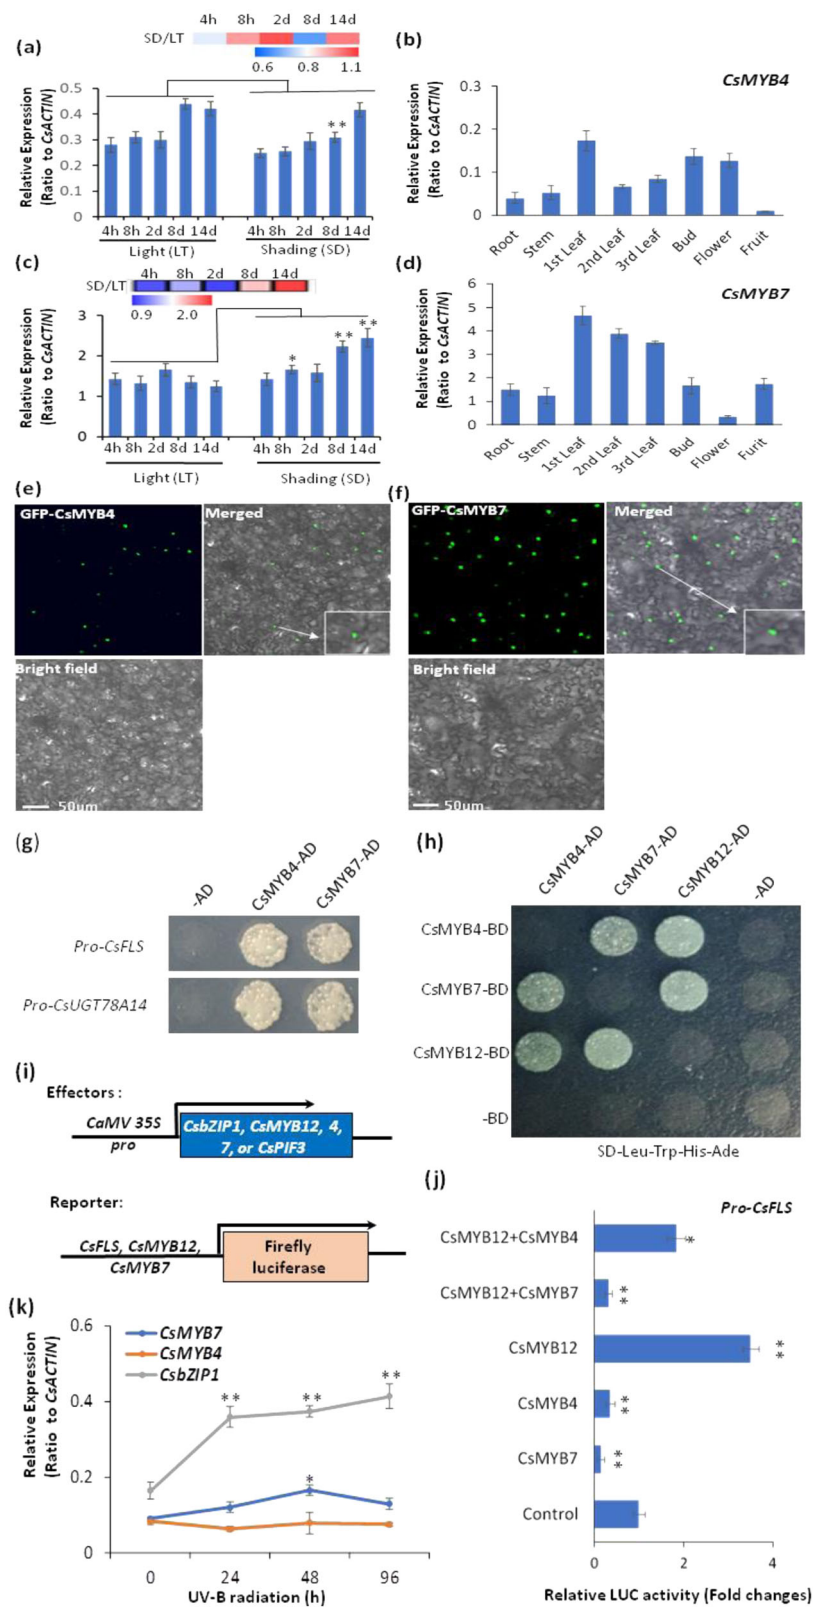 (a)
4h 8h 2d 8d 14d
SD/LT
0.6 0.8 1.1
Relative Expression
(Ratio to CsACTIN)
0.5
0.4
0.3
0.2
0.1
0
**
4h 8h 2d 8d 14d 4h 8h 2d 8d 14d
Light (LT) Shading (SD)
(b)
CsMYB4
Relative Expression
(Ratio to CsACTIN)
0.3
0.2
0.1
0
Root Stem 1st Leaf 2nd Leaf 3rd Leaf Bud Flower Fruit
(c)
4h 8h 2d 8d 14d
SD/LT
0.9 2.0
Relative Expression
(Ratio to CsACTIN)
3
2
1
0
* ** **
4h 8h 2d 8d 14d 4h 8h 2d 8d 14d
Light (LT) Shading (SD)
(d)
CsMYB7
Relative Expression
(Ratio to CsACTIN)
6
5
4
3
2
1
0
Root Stem 1st Leaf 2nd Leaf 3rd Leaf Bud Flower Furit
(e)
GFP-CsMYB4 Merged
Bright field
50um
(f)
GFP-CsMYB7 Merged
Bright field
50um
(g)
-AD CsMYB4-AD CsMYB7-AD
Pro-CsFLS
Pro-CsUGT78A14
(h)
CsMYB4-AD CsMYB7-AD CsMYB12-AD -AD
CsMYB4-BD
CsMYB7-BD
CsMYB12-BD
-BD
SD-Leu-Trp-His-Ade
(i)
Effectors :
CaMV 35S
pro
CsbZIP1, CsMYB12, 4,
7, or CsPIF3
Reporter:
CsFLS, CsMYB12,
CsMYB7
Firefly
luciferase
(j)
Pro-CsFLS
CsMYB12+CsMYB4 *
CsMYB12+CsMYB7 **
CsMYB12 **
CsMYB4 **
CsMYB7 **
Control
0 2 4
Relative LUC activity (Fold changes)
(k)
Relative Expression
(Ratio to CsACTIN)
0.6
0.4
0.2
0
CsMYB7
CsMYB4
CsbZIP1
** ** **
*
0 24 48 96
UV-B radiation (h)